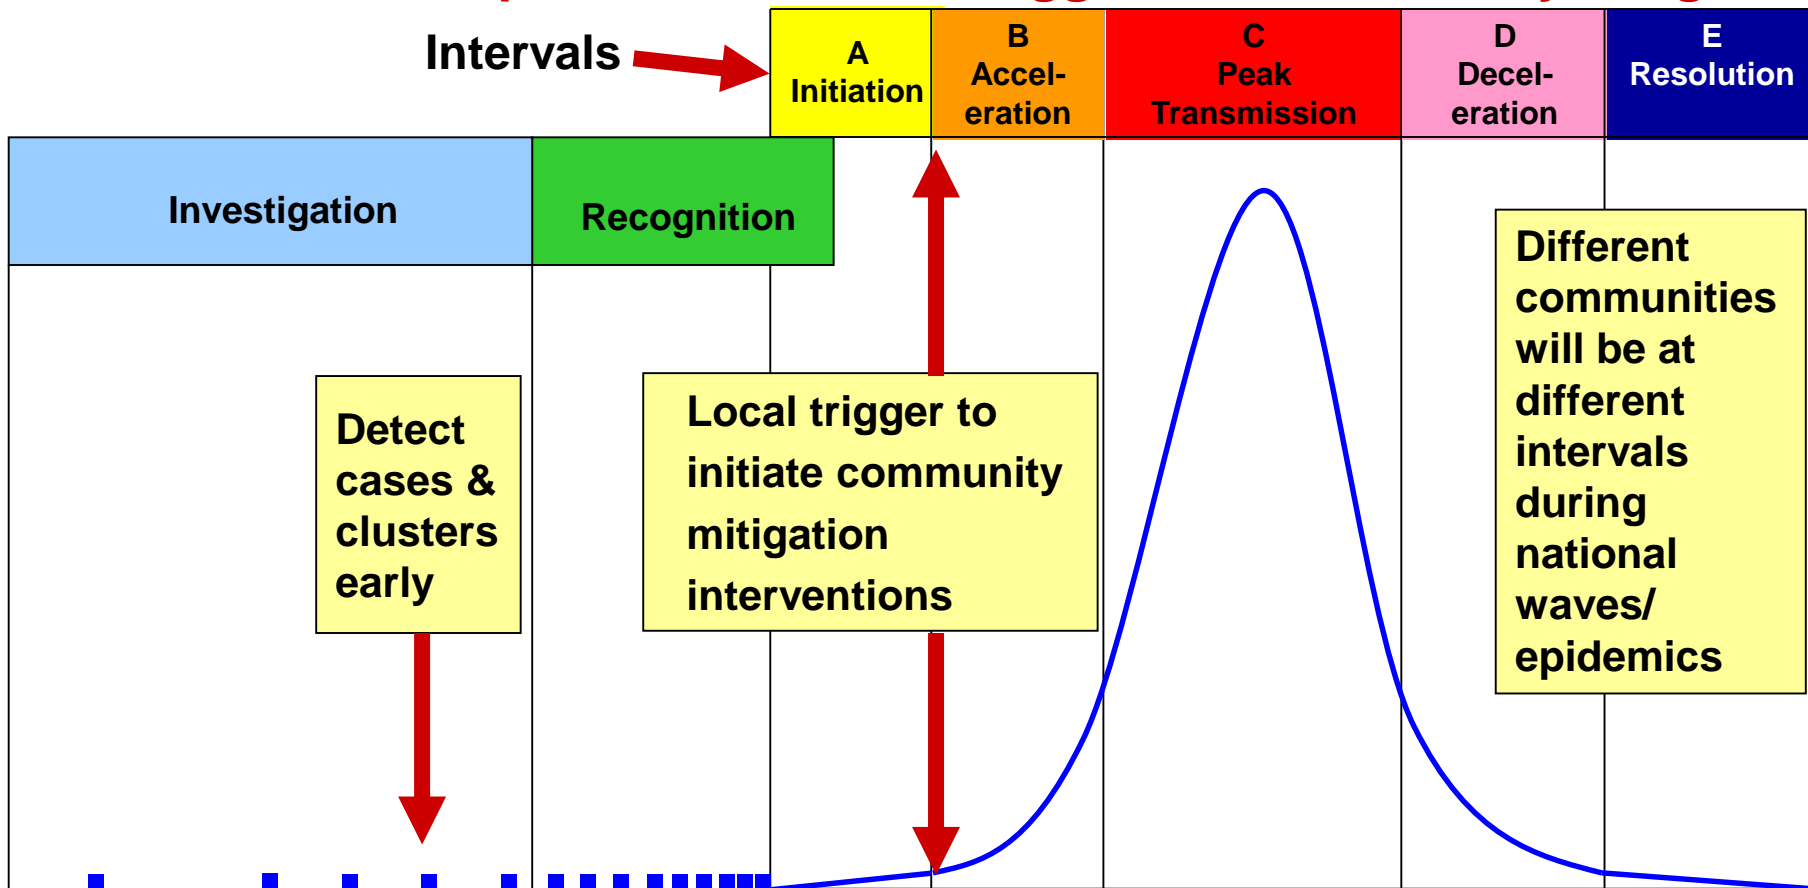 Intervals
A
Initiation
B
Accel-
eration
C
Peak
Transmission
D
Decel-
eration
E
Resolution
Investigation
Recognition
Detect
cases &
clusters
early
Local trigger to
initiate community
mitigation
interventions
Different
communities
will be at
different
intervals
during
national
waves/
epidemics